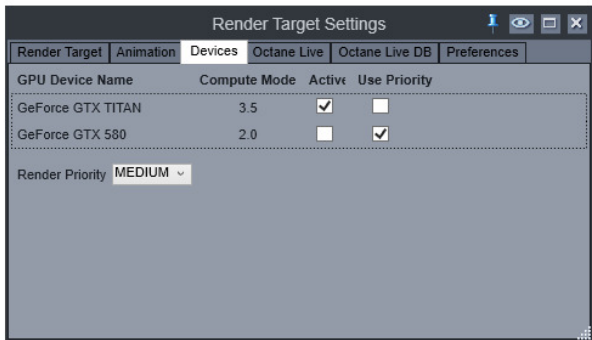 Render Target Settings
Render Target Animation Devices Octane Live Octane Live DB Preferences
GPU Device Name Compute Mode Active Use Priority
GeForce GTX TITAN 3.5
GeForce GTX 580 2.0
Render Priority MEDIUM